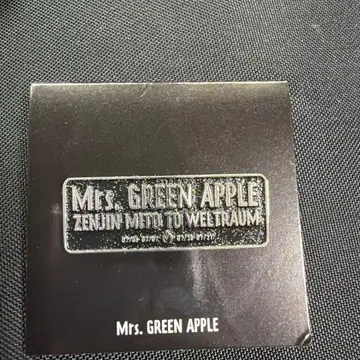 Mrs. GREEN APPLE
ZENJIN MITO TO WELTRAUM
Mrs. GREEN APPLE